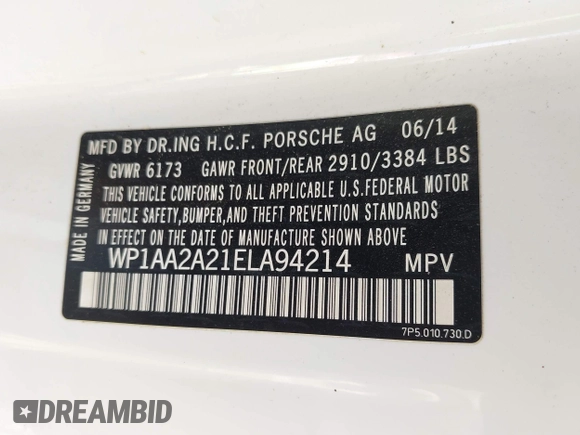 MFD BY DR.ING H.C.F. PORSCHE AG 06/14
GVWR 6173 GAWR FRONT/REAR 2910/3384 LBS
THIS VEHICLE CONFORMS TO ALL APPLICABLE U.S.FEDERAL MOTOR
VEHICLE SAFETY,BUMPER,AND THEFT PREVENTION STANDARDS
IN EFFECT ON THE DATE OF MANUFACTURE SHOWN ABOVE
WP1AA2A21ELA94214 MPV
MADE IN GERMANY
7P5.010.730.D
DREAMBID